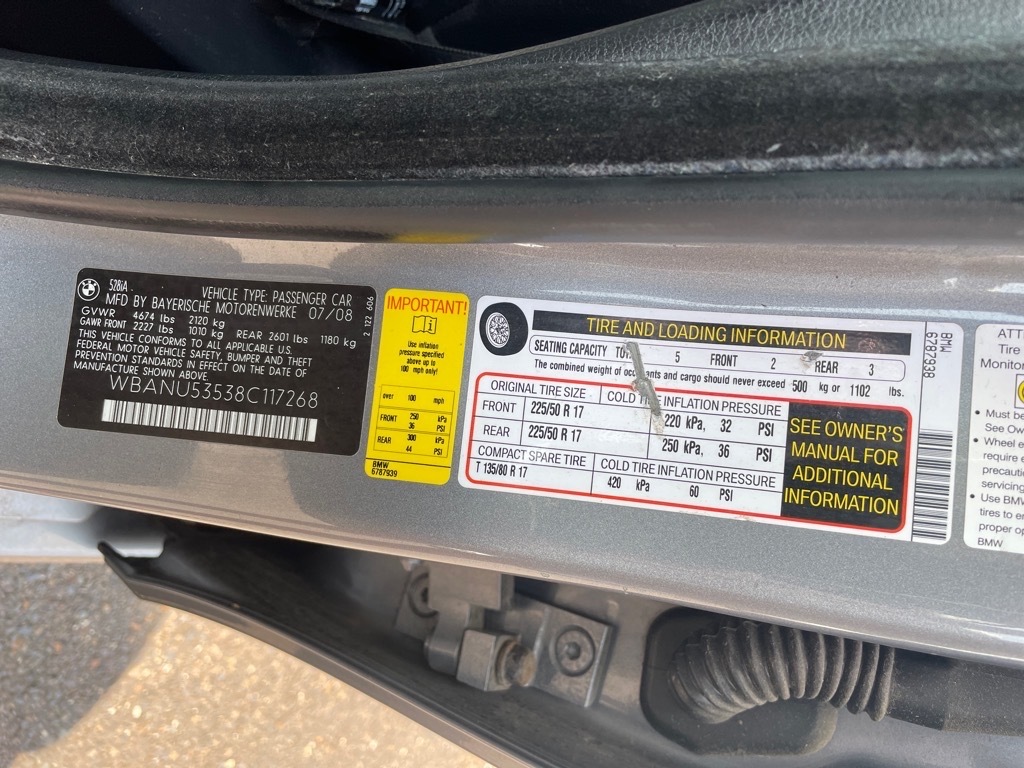 BMW
528iA
VEHICLE TYPE: PASSENGER CAR
MFD BY BAYERISCHE MOTORENWERKE 07/08
GVWR 4674 lbs 2120 kg
GAWR FRONT 2227 lbs 1010 kg REAR 2601 lbs 1180 kg
THIS VEHICLE CONFORMS TO ALL APPLICABLE U.S.
FEDERAL MOTOR VEHICLE SAFETY, BUMPER AND THEFT
PREVENTION STANDARDS IN EFFECT ON THE DATE OF
MANUFACTURE SHOWN ABOVE
WBANU53538C117268
2 122 606
IMPORTANT!
Use inflation
pressure specified
above up to
100 mph only!
over 100 mph
FRONT 250 kPa
36 PSI
REAR 300 kPa
44 PSI
BMW
6787939
TIRE AND LOADING INFORMATION
SEATING CAPACITY 5 FRONT 2 REAR 3
The combined weight of and cargo should never exceed 500 kg or 1102 lbs.
ORIGINAL TIRE SIZE COLD TIRE INFLATION PRESSURE
FRONT 225/50 R 17 220 kPa, 32 PSI
REAR 225/50 R 17 250 kPa, 36 PSI
COMPACT SPARE TIRE COLD TIRE INFLATION PRESSURE
T 135/80 R 17 420 kPa 60 PSI
SEE OWNER'S
MANUAL FOR
ADDITIONAL
INFORMATION
BMW
6787938
ATT
Tire
Monitor
• Must be
See Ow
• Wheel e
require e
precauti
servicing
• Use BM
tires to e
proper op
BMW